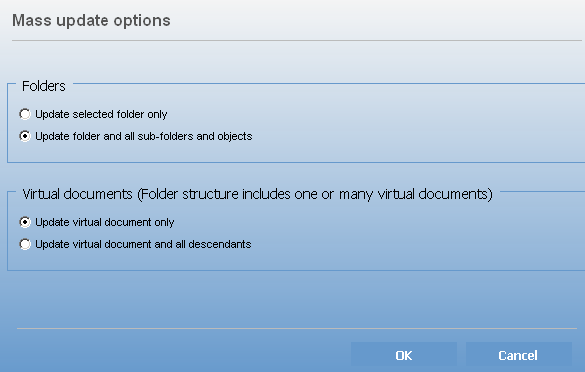 Mass update options
Folders
Update selected folder only
Update folder and all sub-folders and objects
Virtual documents (Folder structure includes one or many virtual documents)
Update virtual document only
Update virtual document and all descendants
OK Cancel